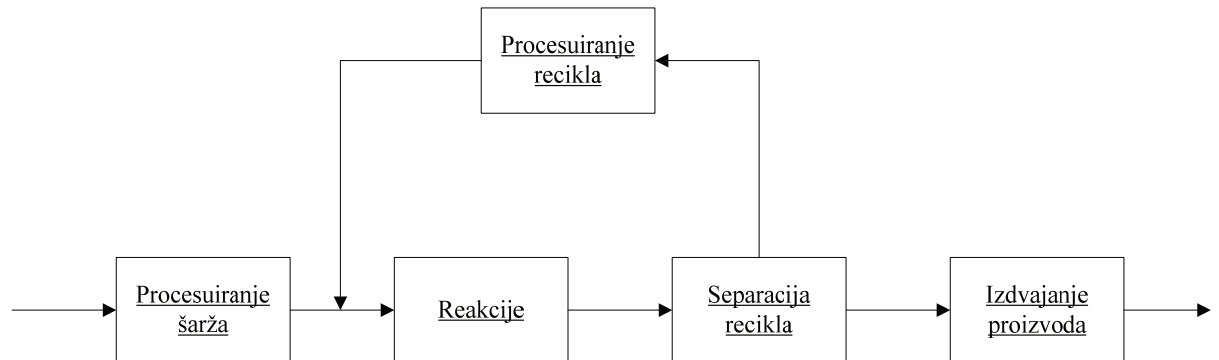 Procesuiranje
recikla
Procesuiranje
šarža
Reakcije
Separacija
recikla
Izdvajanje
proizvoda